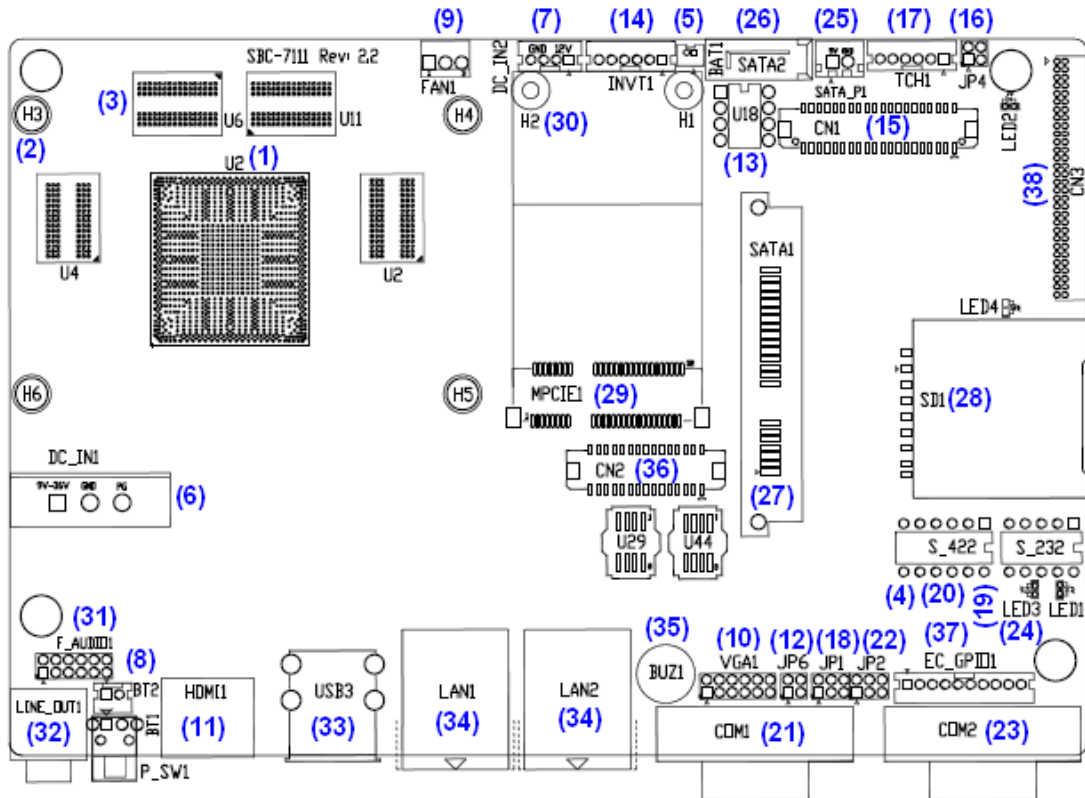 (9) (7) (14) (5) (26) (25) (17) (16)
SBC-7111 Rev: 2.2
DC_IN2
GND 12V
BAT1
5V GND
(3)
FAN1
INVT1
SATA2
SATA_P1
TCH1
JP4
H3
U6
U11
H4
H2
(30)
H1
U18
CN1
(15)
LED2
(2)
U2
(1)
(13)
(38)
CN3
U4
U2
SATA1
LED4
H6
H5
MPCIE1
(29)
SD1
(28)
DC_IN1
9V-36V GND PG
(6)
CN2
(36)
(27)
U29
U44
S_422
S_232
(4) (20) (19)
LED3
LED1
(31)
F_AUDIO1
(8)
(35)
(10) (12) (18) (22)
(37)
(24)
VGA1 JP6 JP1 JP2
EC_GPIO1
BT2
BUZ1
LINE_OUT1
(32)
BT1
HDMI1
(11)
USB3
(33)
LAN1
(34)
LAN2
(34)
COM1 (21)
COM2 (23)
P_SW1